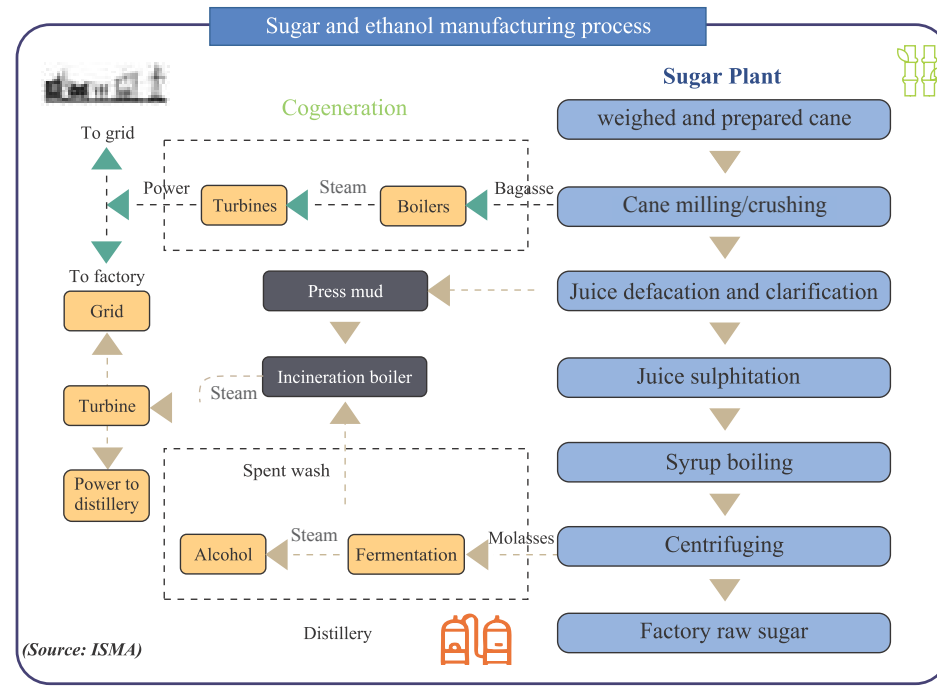 Sugar and ethanol manufacturing process
Sugar Plant
Cogeneration
weighed and prepared cane
To grid
Power
Turbines
Steam
Boilers
Bagasse
Cane milling/crushing
To factory
Grid
Press mud
Juice defacation and clarification
Incineration boiler
Juice sulphitation
Steam
Turbine
Syrup boiling
Spent wash
Power to
distillery
Alcohol
Steam
Fermentation
Molasses
Centrifuging
Distillery
Factory raw sugar
(Source: ISMA)